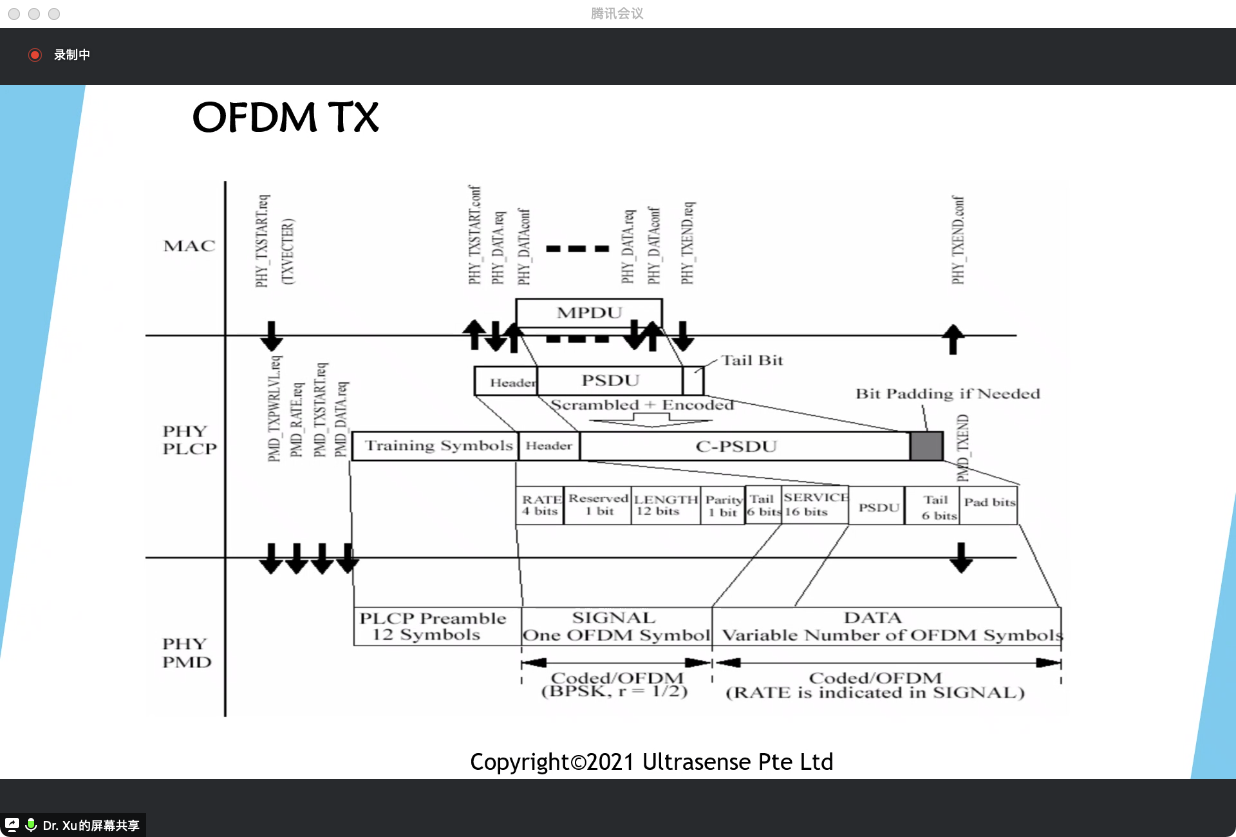 腾讯会议
录制中
OFDM TX
MAC
PHY_TXSTART.req
(TXVECTER)
PHY_TXSTART.conf
PHY_DATA.req
PHY_DATAconf
PHY_DATA.req
PHY_DATAconf
PHY_TXEND.req
PHY_TXEND.conf
MPDU
PHY
PLCP
PMD_TXPWRLVL.req
PMD_RATE.req
PMD_TXSTART.req
PMD_DATA.req
Header
PSDU
Tail Bit
Scrambled + Encoded
Bit Padding if Needed
Training Symbols
Header
C-PSDU
PMD_TXEND
RATE
4 bits
Reserved
1 bit
LENGTH
12 bits
Parity
1 bit
Tail
6 bits
SERVICE
16 bits
PSDU
Tail
6 bits
Pad bits
PHY
PMD
PLCP Preamble
12 Symbols
SIGNAL
One OFDM Symbol
DATA
Variable Number of OFDM Symbols
Coded/OFDM
(BPSK, r = 1/2)
Coded/OFDM
(RATE is indicated in SIGNAL)
Copyright©2021 Ultrasense Pte Ltd
Dr. Xu的屏幕共享